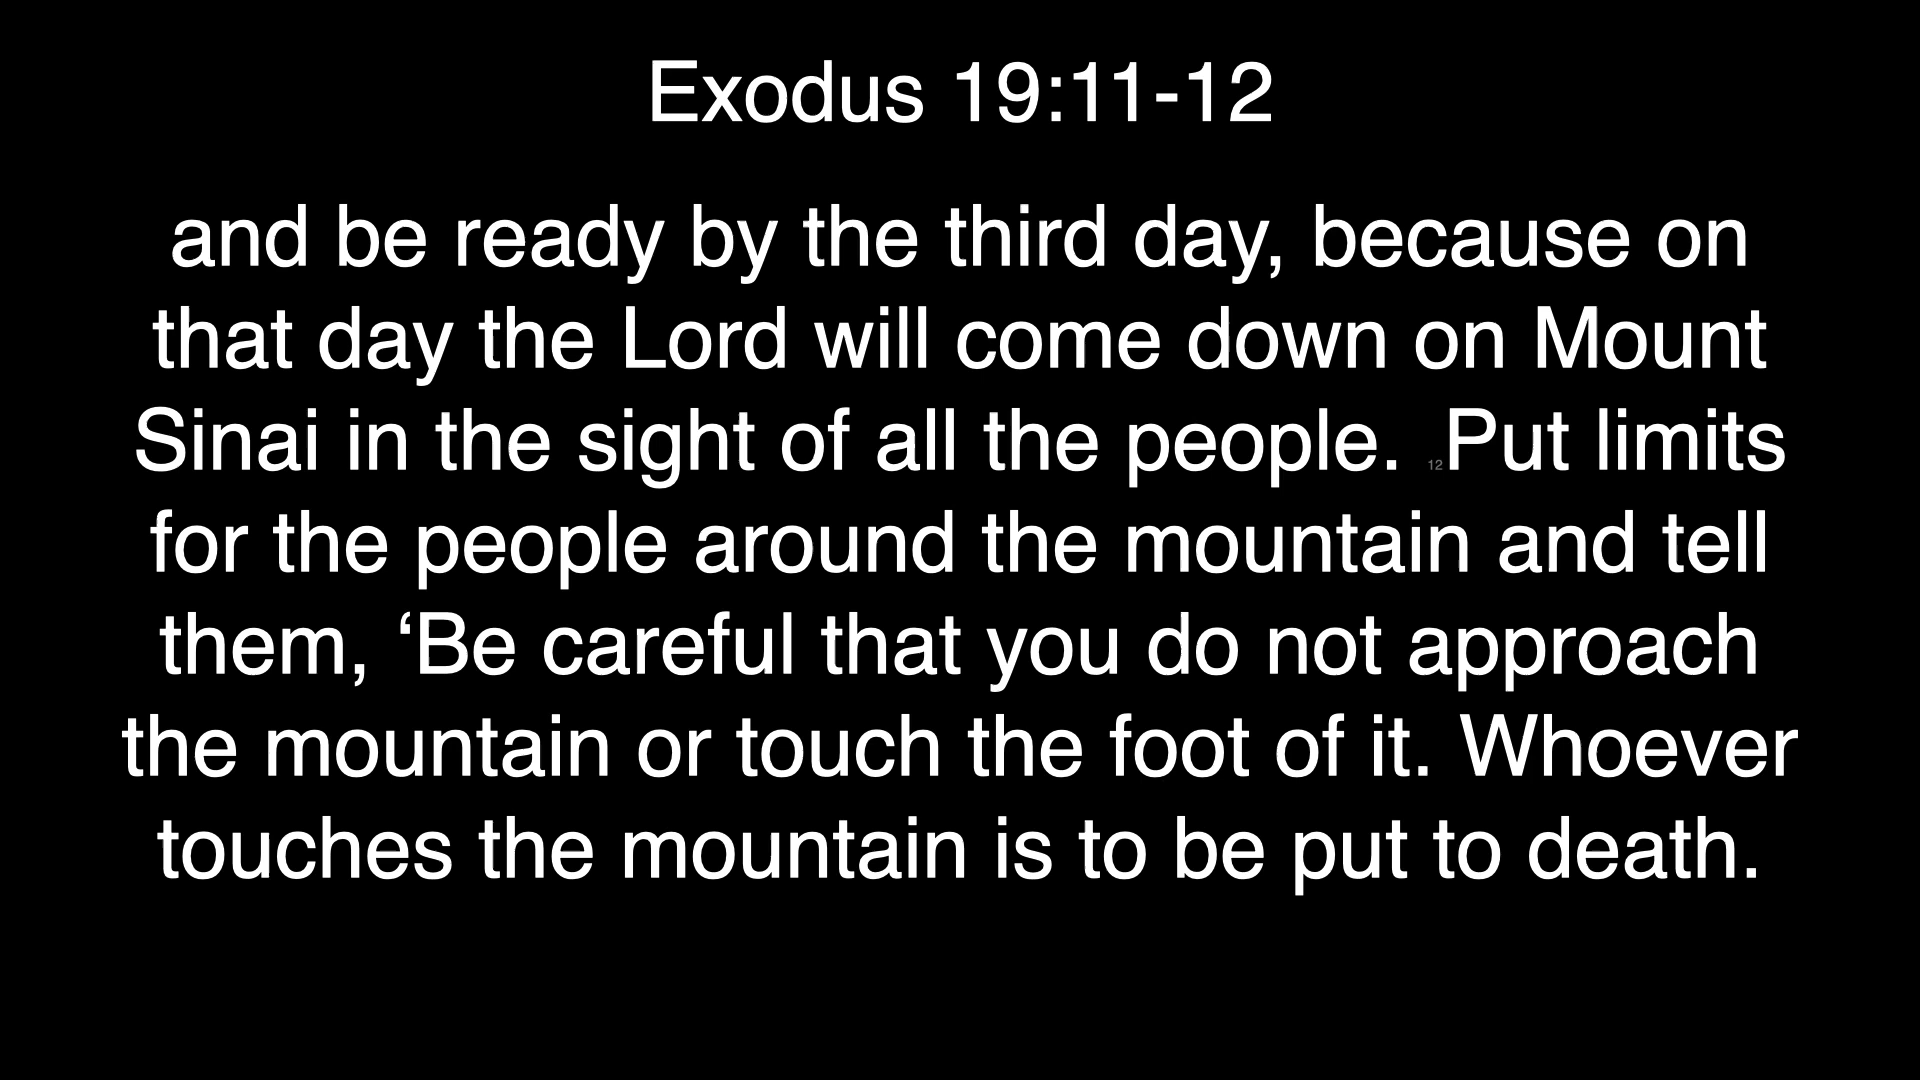 Exodus 19:11-12
and be ready by the third day, because on
that day the Lord will come down on Mount
Sinai in the sight of all the people. 12Put limits
for the people around the mountain and tell
them, ‘Be careful that you do not approach
the mountain or touch the foot of it. Whoever
touches the mountain is to be put to death.